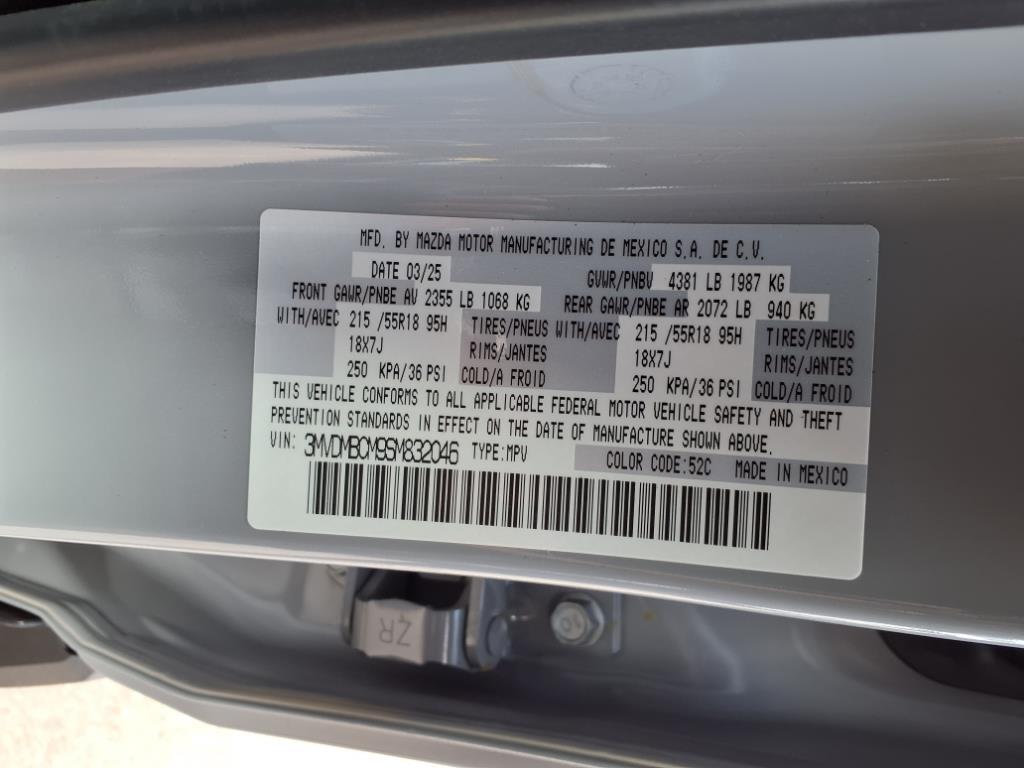 MFD. BY MAZDA MOTOR MANUFACTURING DE MEXICO S.A. DE C.V.
DATE 03/25 GVWR/PNBV 4381 LB 1987 KG
FRONT GAWR/PNBE AV 2355 LB 1068 KG REAR GAWR/PNBE AR 2072 LB 940 KG
WITH/AVEC 215 /55R18 95H TIRES/PNEUS WITH/AVEC 215 /55R18 95H TIRES/PNEUS
18X7J RIMS/JANTES 18X7J RIMS/JANTES
250 KPA/36 PSI COLD/A FROID 250 KPA/36 PSI COLD/A FROID
THIS VEHICLE CONFORMS TO ALL APPLICABLE FEDERAL MOTOR VEHICLE SAFETY AND THEFT
PREVENTION STANDARDS IN EFFECT ON THE DATE OF MANUFACTURE SHOWN ABOVE.
VIN: 3MVDMBCM9SM832046 TYPE:MPV COLOR CODE:52C MADE IN MEXICO
ZR
10